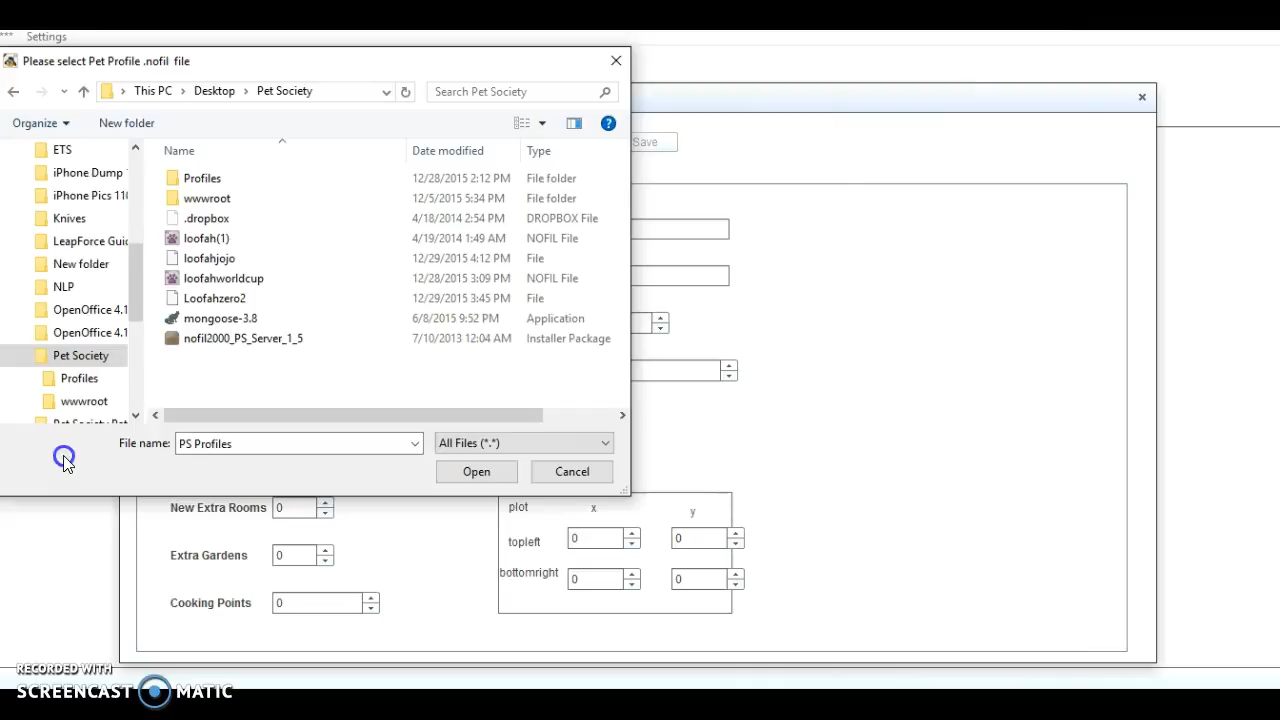 *** Settings
Please select Pet Profile .nofil file
This PC > Desktop > Pet Society
Search Pet Society
Organize
New folder
Save
ETS
iPhone Dump
iPhone Pics 11
Knives
LeapForce Gui
New folder
NLP
OpenOffice 4.1
OpenOffice 4.1
Pet Society
Profiles
wwwroot
Name Date modified Type
Profiles 12/28/2015 2:12 PM File folder
wwwroot 12/5/2015 5:34 PM File folder
.dropbox 4/18/2014 2:54 PM DROPBOX File
loofah(1) 4/19/2014 1:49 AM NOFIL File
loofahjojo 12/29/2015 4:12 PM File
loofahworldcup 12/28/2015 3:09 PM NOFIL File
Loofahzero2 12/29/2015 3:45 PM File
mongoose-3.8 6/8/2015 9:52 PM Application
nofil2000_PS_Server_1_5 7/10/2013 12:04 AM Installer Package
File name: PS Profiles All Files (*.*)
Open Cancel
New Extra Rooms 0
Extra Gardens 0
Cooking Points 0
plot x y
topleft 0 0
bottomright 0 0
RECORDED WITH
SCREENCAST MATIC